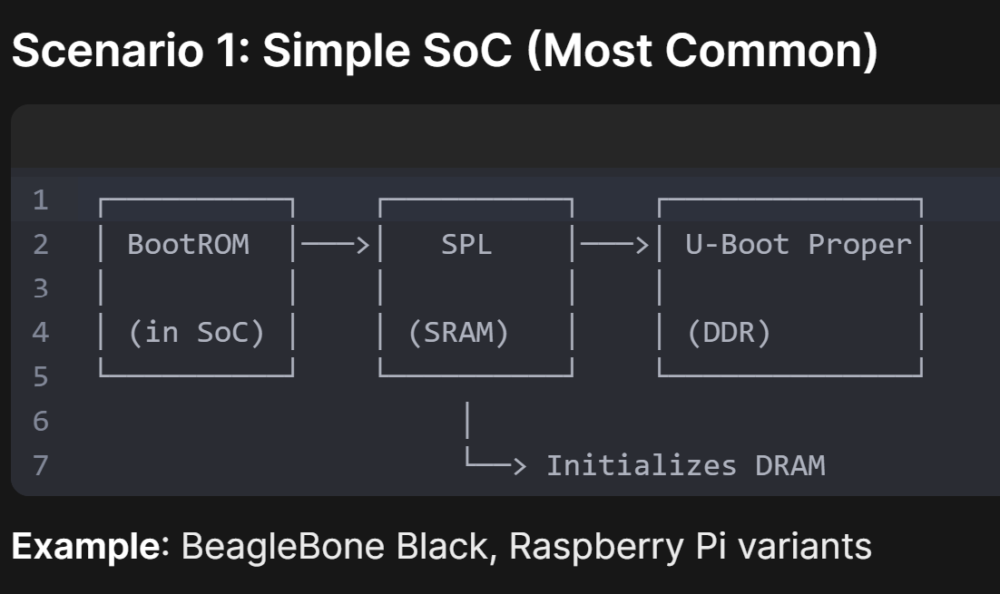 Scenario 1: Simple SoC (Most Common)
1
2 BootROM ───>│ SPL ───>│ U-Boot Proper
3
4 (in SoC) (SRAM) (DDR)
5
6
7 └──> Initializes DRAM
Example: BeagleBone Black, Raspberry Pi variants